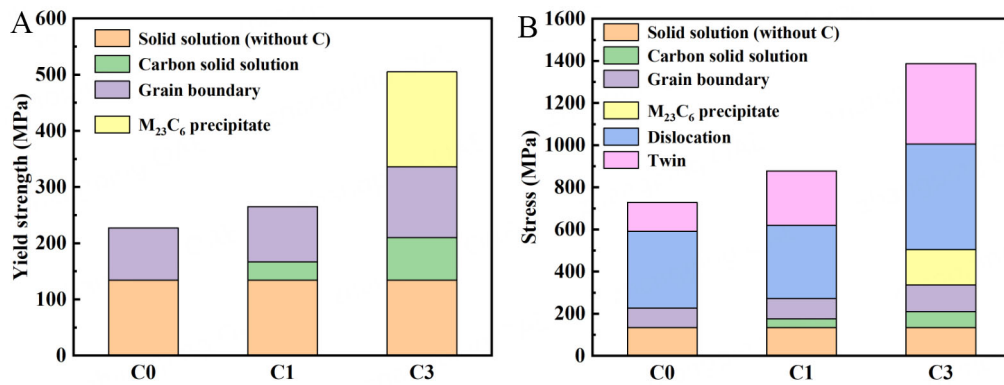 A
Yield strength (MPa)
600
500
400
300
200
100
0
Solid solution (without C)
Carbon solid solution
Grain boundary
M₂₃C₆ precipitate
C0
C1
C3
B
Stress (MPa)
1600
1400
1200
1000
800
600
400
200
0
Solid solution (without C)
Carbon solid solution
Grain boundary
M₂₃C₆ precipitate
Dislocation
Twin
C0
C1
C3